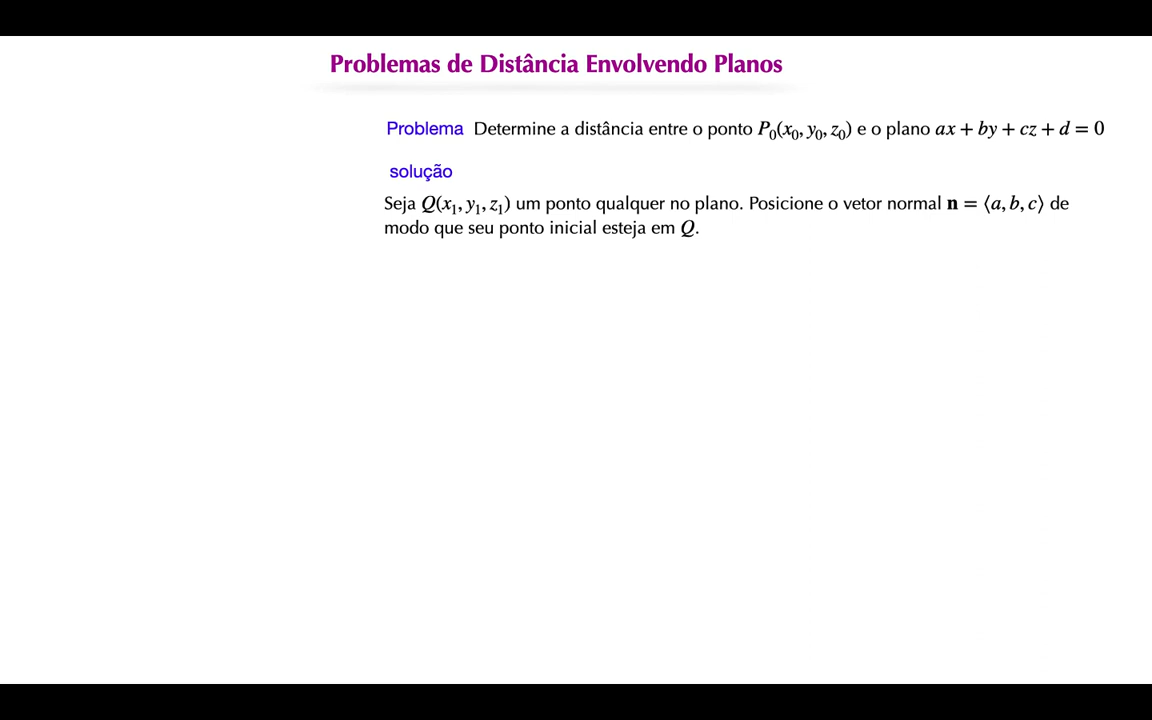 Problemas de Distância Envolvendo Planos
Problema Determine a distância entre o ponto P₀(x₀, y₀, z₀) e o plano ax + by + cz + d = 0
solução
Seja Q(x₁, y₁, z₁) um ponto qualquer no plano. Posicione o vetor normal n = ⟨a, b, c⟩ de
modo que seu ponto inicial esteja em Q.